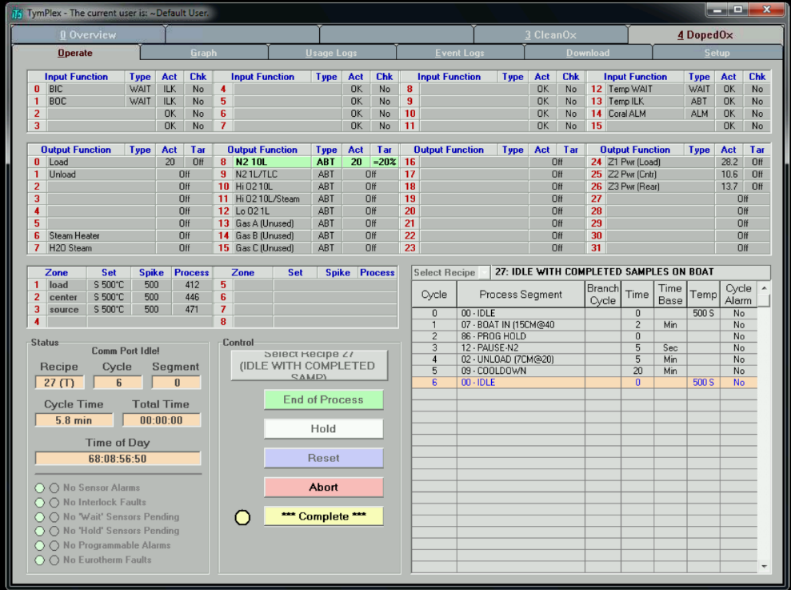 TymPlex - The current user is: ~Default User.
0 Overview 3 CleanOx 4 DopedOx
Operate Graph Usage Logs Event Logs Download Setup
Input Function Type Act Chk Input Function Type Act Chk Input Function Type Act Chk Input Function Type Act Chk
0 BIC WAIT ILK No 4 OK No 8 OK No 12 Temp WAIT WAIT OK No
1 BOC WAIT ILK No 5 OK No 9 OK No 13 Temp ILK ABT OK No
2 OK No 6 OK No 10 OK No 14 Coral ALM ALM OK No
3 OK No 7 OK No 11 OK No 15 OK No
Output Function Type Act Tar Output Function Type Act Tar Output Function Type Act Tar Output Function Type Act Tar
0 Load 20 Off 8 N2 10L ABT 20 =20% 16 Off 24 Z1 Pwr (Load) 28.2 Off
1 Unload Off 9 N2 1L/TLC ABT Off 17 Off 25 Z2 Pwr (Cntr) 10.6 Off
2 Off 10 Hi O2 10L ABT Off 18 Off 26 Z3 Pwr (Rear) 13.7 Off
3 Off 11 Hi O2 10L/Steam ABT Off 19 Off 27 Off
4 Off 12 Lo O2 1L ABT Off 20 Off 28 Off
5 Off 13 Gas A (Unused) ABT Off 21 Off 29 Off
6 Steam Heater Off 14 Gas B (Unused) ABT Off 22 Off 30 Off
7 H2O Steam Off 15 Gas C (Unused) ABT Off 23 Off 31 Off
Zone Set Spike Process Zone Set Spike Process
1 load S 500°C 500 412 5
2 center S 500°C 500 446 6
3 source S 500°C 500 471 7
4 8
Select Recipe 27: IDLE WITH COMPLETED SAMPLES ON BOAT
Cycle Process Segment Branch Cycle Time Time Base Temp Cycle Alarm
0 00 - IDLE 0 500 S No
1 07 - BOAT IN (15CM@40 2 Min No
2 86 - PROG HOLD 0 No
3 12 - PAUSE-N2 5 Sec No
4 02 - UNLOAD (7CM@20) 5 Min No
5 09 - COOLDOWN 20 Min No
6 00 - IDLE 0 500 S No
Status
Comm Port Idle!
Recipe Cycle Segment
27 (T) 6 0
Cycle Time Total Time
5.8 min 00:00:00
Time of Day
68:08:56:50
No Sensor Alarms
No Interlock Faults
No 'Wait' Sensors Pending
No 'Hold' Sensors Pending
No Programmable Alarms
No Eurotherm Faults
Control
Select Recipe 27
(IDLE WITH COMPLETED
SAMP)
End of Process
Hold
Reset
Abort
*** Complete ***